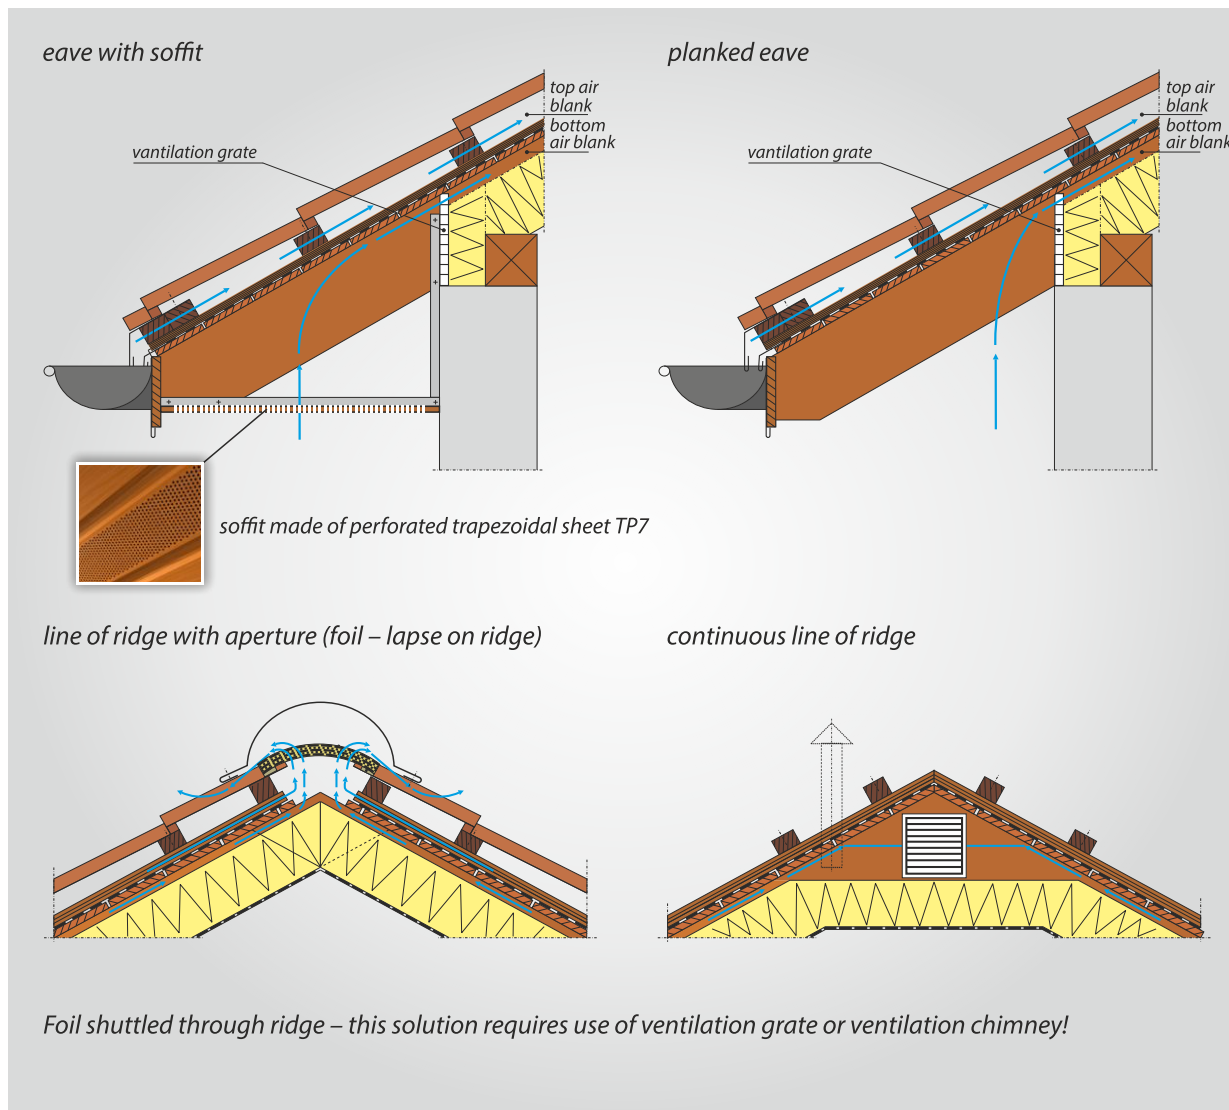 eave with soffit
top air
blank
bottom
air blank
vantilation grate
planked eave
top air
blank
bottom
air blank
vantilation grate
soffit made of perforated trapezoidal sheet TP7
line of ridge with aperture (foil – lapse on ridge)
continuous line of ridge
Foil shuttled through ridge – this solution requires use of ventilation grate or ventilation chimney!